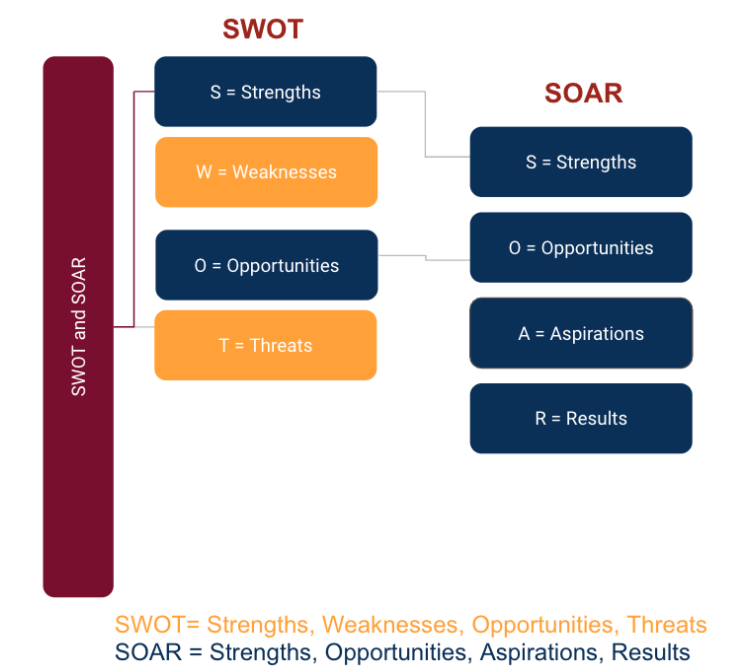 SWOT
SOAR
SWOT and SOAR
S = Strengths
W = Weaknesses
O = Opportunities
T = Threats
S = Strengths
O = Opportunities
A = Aspirations
R = Results
SWOT= Strengths, Weaknesses, Opportunities, Threats
SOAR = Strengths, Opportunities, Aspirations, Results